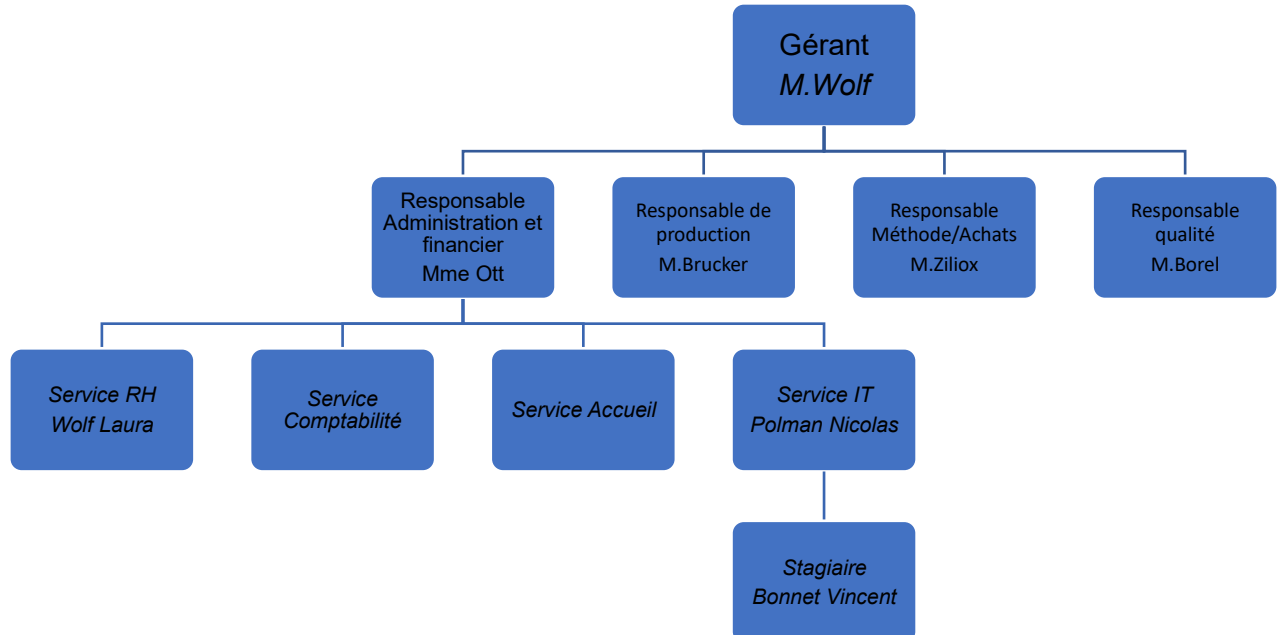 Gérant
M.Wolf
Responsable
Administration et
financier
Mme Ott
Responsable de
production
M.Brucker
Responsable
Méthode/Achats
M.Ziliox
Responsable
qualité
M.Borel
Service RH
Wolf Laura
Service
Comptabilité
Service Accueil
Service IT
Polman Nicolas
Stagiaire
Bonnet Vincent